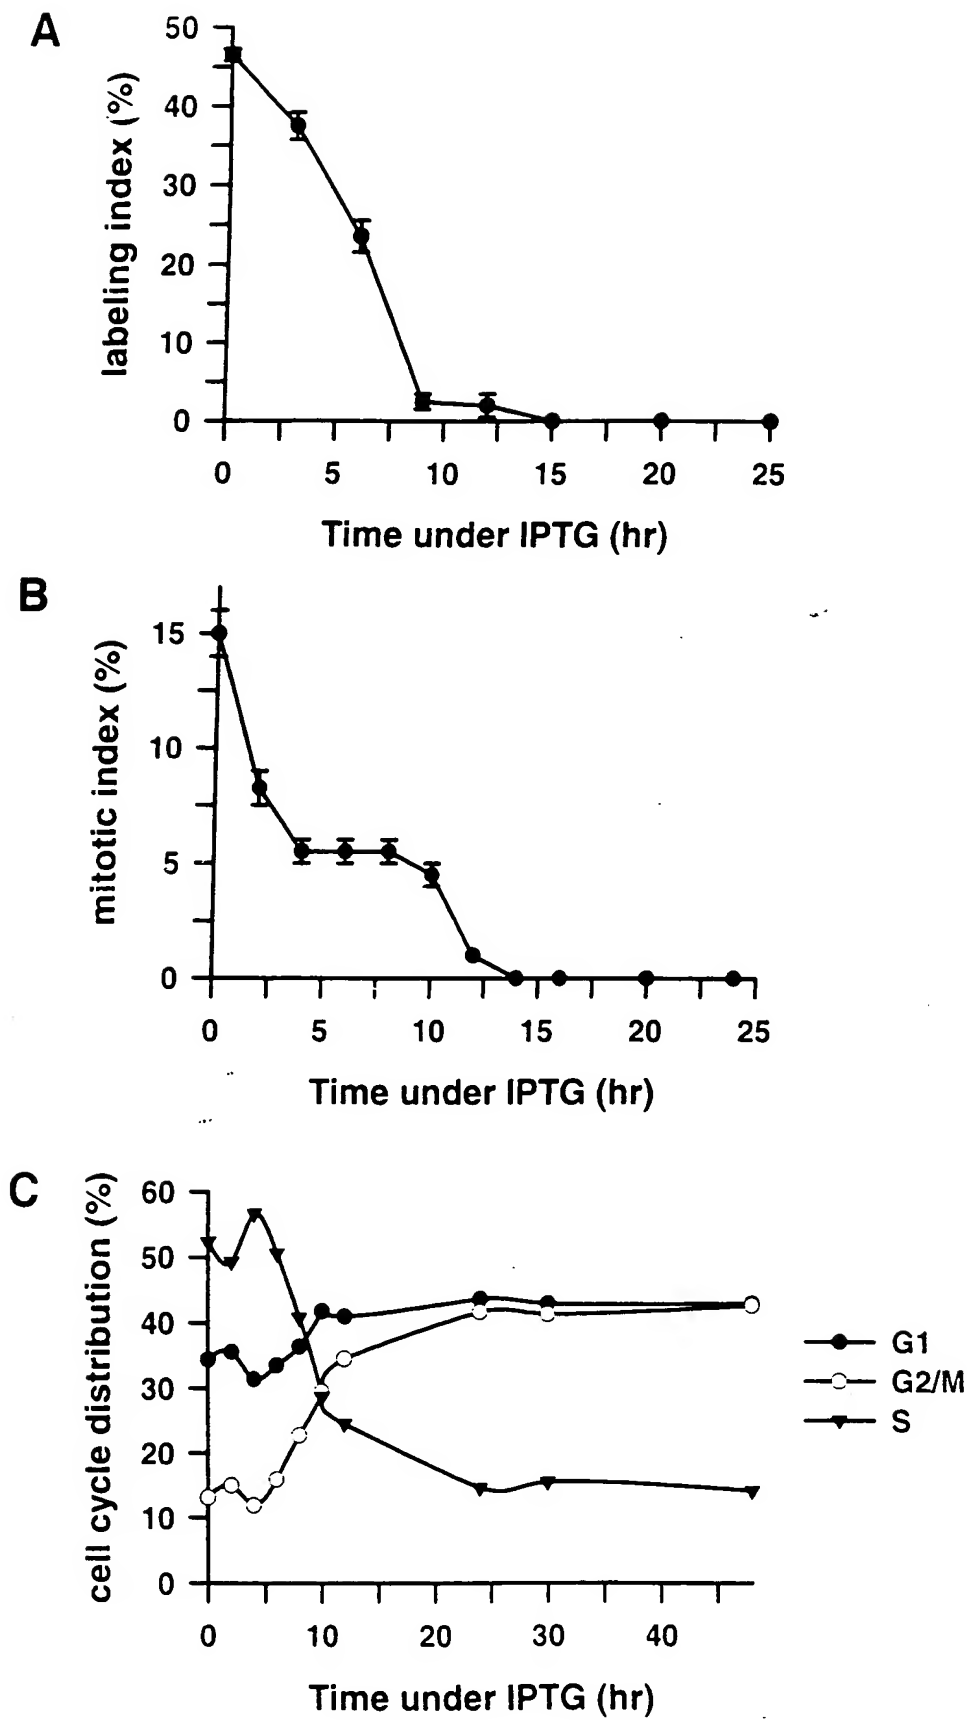 A
labeling index (%)
50
40
30
20
10
0
0 5 10 15 20 25
Time under IPTG (hr)
B
mitotic index (%)
15
10
5
0
0 5 10 15 20 25
Time under IPTG (hr)
C
cell cycle distribution (%)
60
50
40
30
20
10
0
0 10 20 30 40
Time under IPTG (hr)
G1
G2/M
S